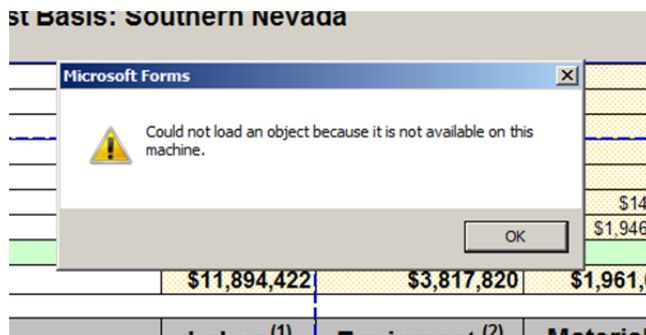 st Basis: Southern Nevada
Microsoft Forms
Could not load an object because it is not available on this
machine.
$14
$1,946
OK
$11,894,422 $3,817,820 $1,961,
(1) (2)